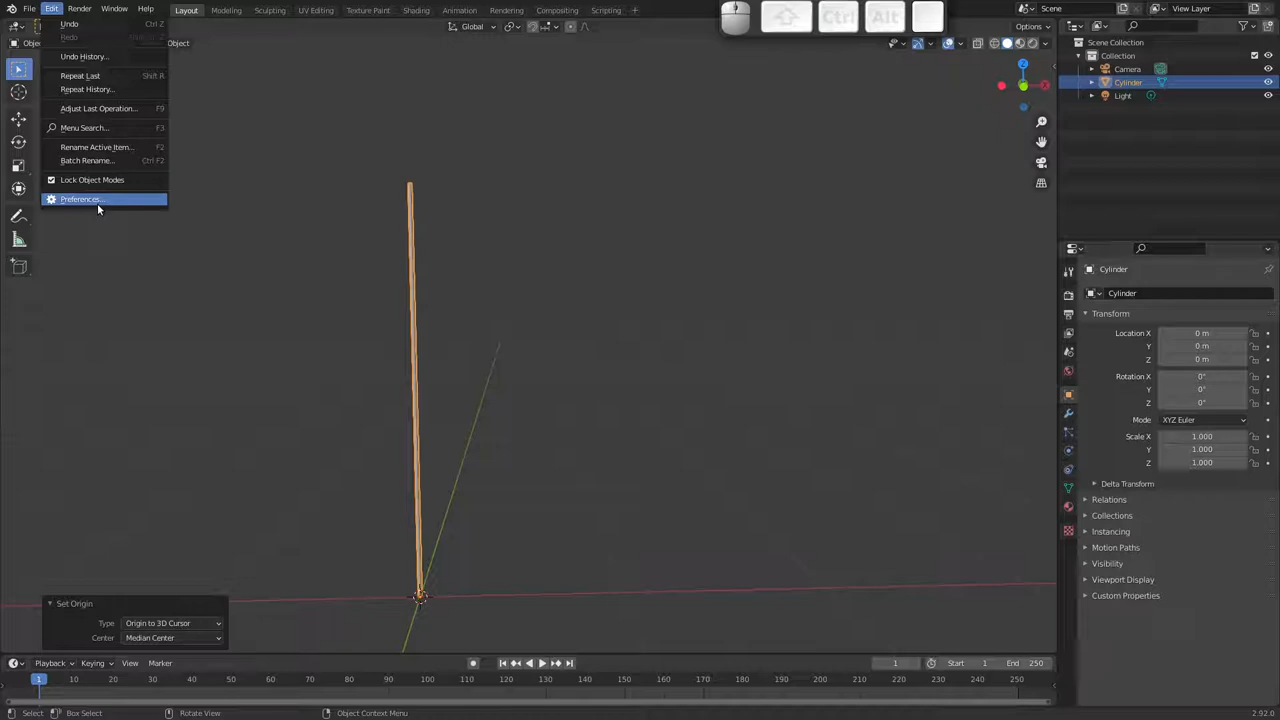 File Edit Render Window Help Layout Modeling Sculpting UV Editing Texture Paint Shading Animation Rendering Compositing Scripting + Scene View Layer
Undo Ctrl Z
Redo Shift Ctrl Z
Undo History...
Repeat Last Shift R
Repeat History...
Adjust Last Operation... F9
Menu Search... F3
Rename Active Item... F2
Batch Rename... Ctrl F2
Lock Object Modes
Preferences...
Object
Global
Ctrl Alt
Options
Scene Collection
Collection
Camera
Cylinder
Light
Z
X
Cylinder
Cylinder
Transform
Location X 0 m
Y 0 m
Z 0 m
Rotation X 0°
Y 0°
Z 0°
Mode XYZ Euler
Scale X 1.000
Y 1.000
Z 1.000
Delta Transform
Relations
Collections
Instancing
Motion Paths
Visibility
Viewport Display
Custom Properties
Set Origin
Type Origin to 3D Cursor
Center Median Center
Playback Keying View Marker 1 Start 1 End 250
1 10 20 30 40 50 60 70 80 90 100 110 120 130 140 150 160 170 180 190 200 210 220 230 240 250
Select Box Select Rotate View Object Context Menu 2.92.0